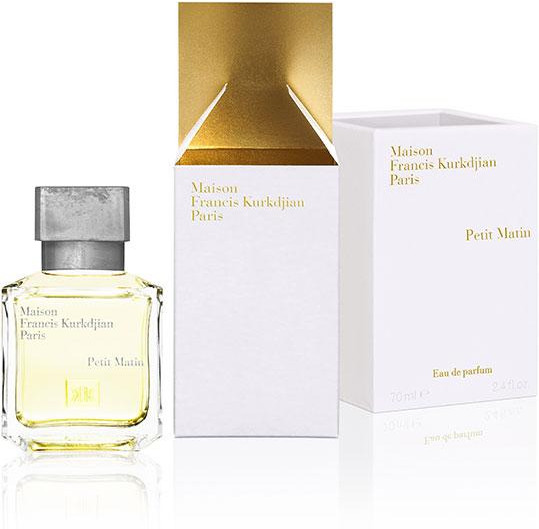 Maison
Francis Kurkdjian
Paris
Petit Matin
Maison
Francis Kurkdjian
Paris
Maison
Francis Kurkdjian
Paris
Petit Matin
Eau de parfum
70 ml ℮
2.4 fl.oz.